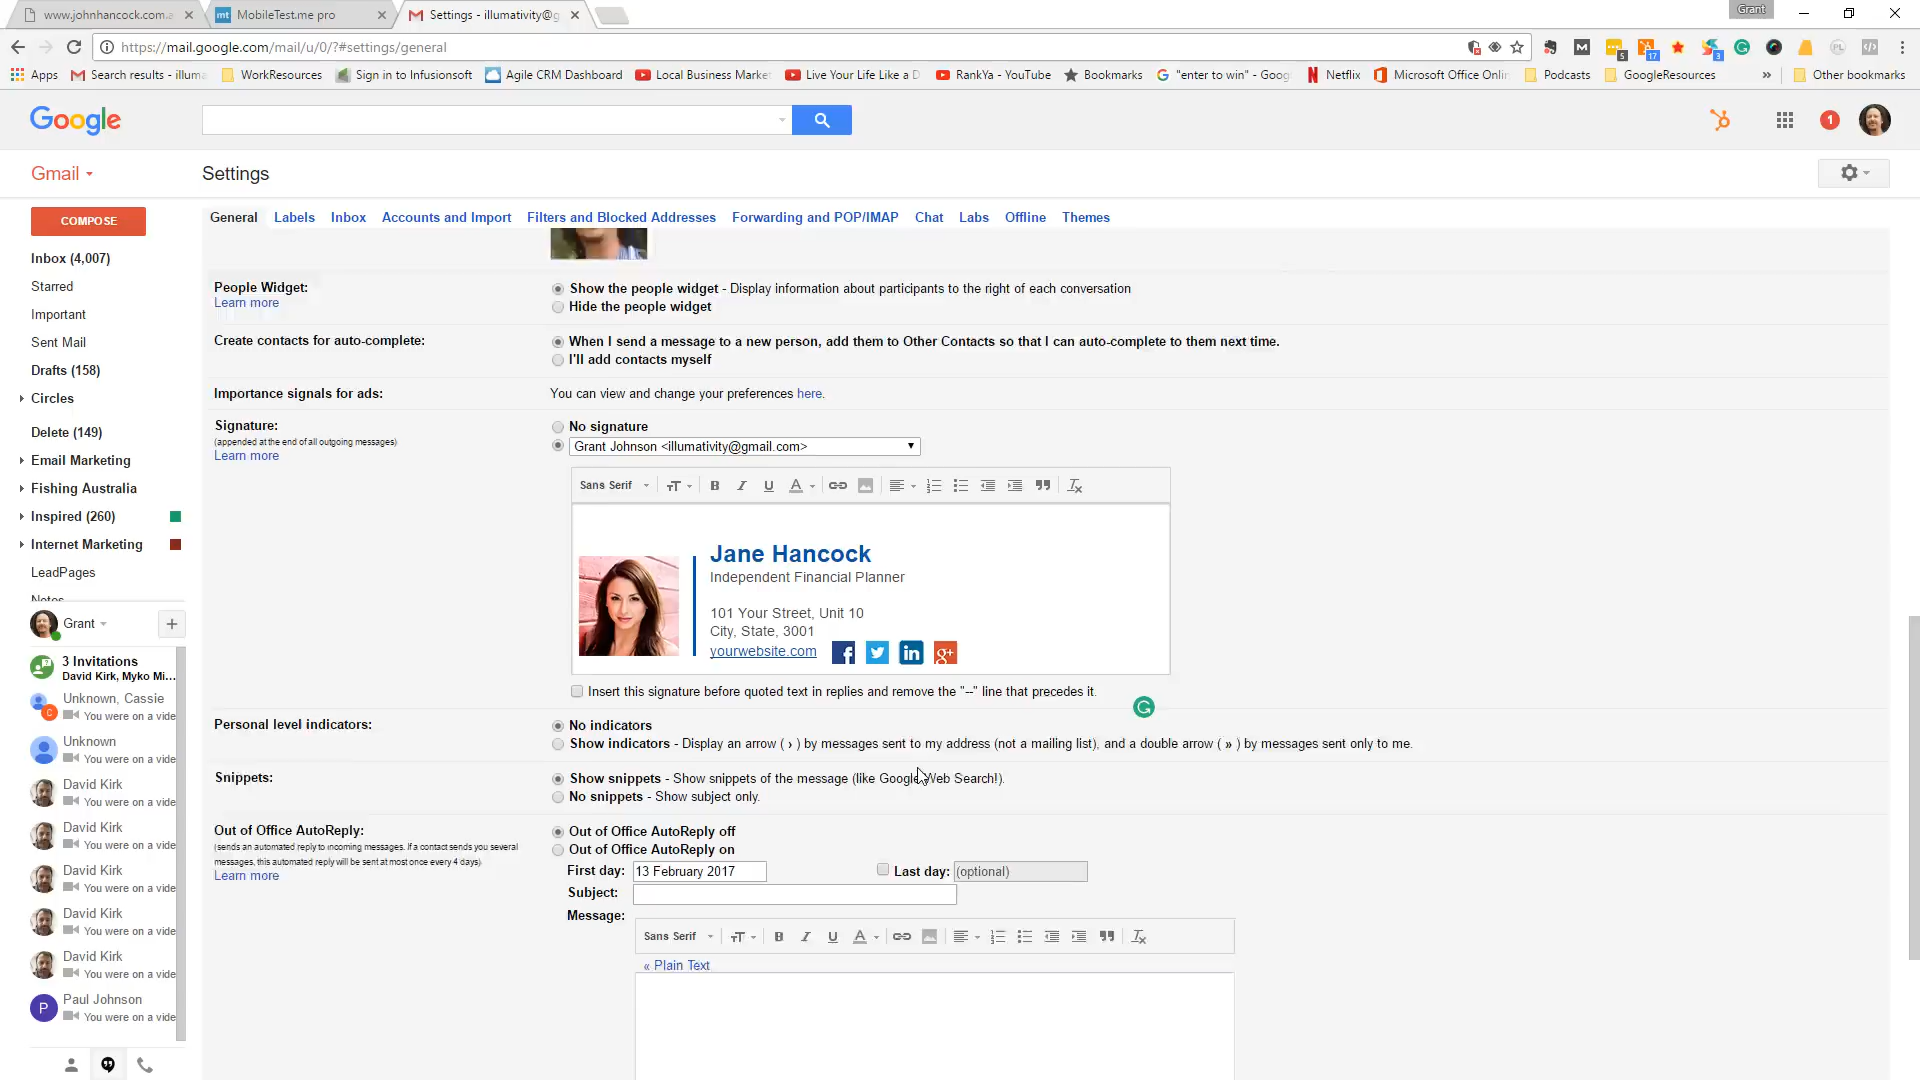 www.johnhancock.com.a
MobileTest.me pro
Settings - illumativity@g
Grant
https://mail.google.com/mail/u/0/?#settings/general
Apps
Search results - illuma
WorkResources
Sign in to Infusionsoft
Agile CRM Dashboard
Local Business Market
Live Your Life Like a D
RankYa - YouTube
Bookmarks
"enter to win" - Goog
Netflix
Microsoft Office Onlin
Podcasts
GoogleResources
»
Other bookmarks
Google
1
Gmail
Settings
COMPOSE
General Labels Inbox Accounts and Import Filters and Blocked Addresses Forwarding and POP/IMAP Chat Labs Offline Themes
Inbox (4,007)
Starred
Important
Sent Mail
Drafts (158)
Circles
Delete (149)
Email Marketing
Fishing Australia
Inspired (260)
Internet Marketing
LeadPages
Notes
Grant
3 Invitations
David Kirk, Myko Mi...
Unknown, Cassie
You were on a vide
Unknown
You were on a vide
David Kirk
You were on a vide
David Kirk
You were on a vide
David Kirk
You were on a vide
David Kirk
You were on a vide
David Kirk
You were on a vide
P
Paul Johnson
You were on a vide
People Widget:
Learn more
Show the people widget - Display information about participants to the right of each conversation
Hide the people widget
Create contacts for auto-complete:
When I send a message to a new person, add them to Other Contacts so that I can auto-complete to them next time.
I'll add contacts myself
Importance signals for ads:
You can view and change your preferences here.
Signature:
(appended at the end of all outgoing messages)
Learn more
No signature
Grant Johnson <illumativity@gmail.com>
Sans Serif
Jane Hancock
Independent Financial Planner
101 Your Street, Unit 10
City, State, 3001
yourwebsite.com
Insert this signature before quoted text in replies and remove the "--" line that precedes it.
Personal level indicators:
No indicators
Show indicators - Display an arrow ( › ) by messages sent to my address (not a mailing list), and a double arrow ( » ) by messages sent only to me.
Snippets:
Show snippets - Show snippets of the message (like Google Web Search!).
No snippets - Show subject only.
Out of Office AutoReply:
(sends an automated reply to incoming messages. If a contact sends you several
messages, this automated reply will be sent at most once every 4 days)
Learn more
Out of Office AutoReply off
Out of Office AutoReply on
First day: 13 February 2017 Last day: (optional)
Subject:
Message:
Sans Serif
« Plain Text